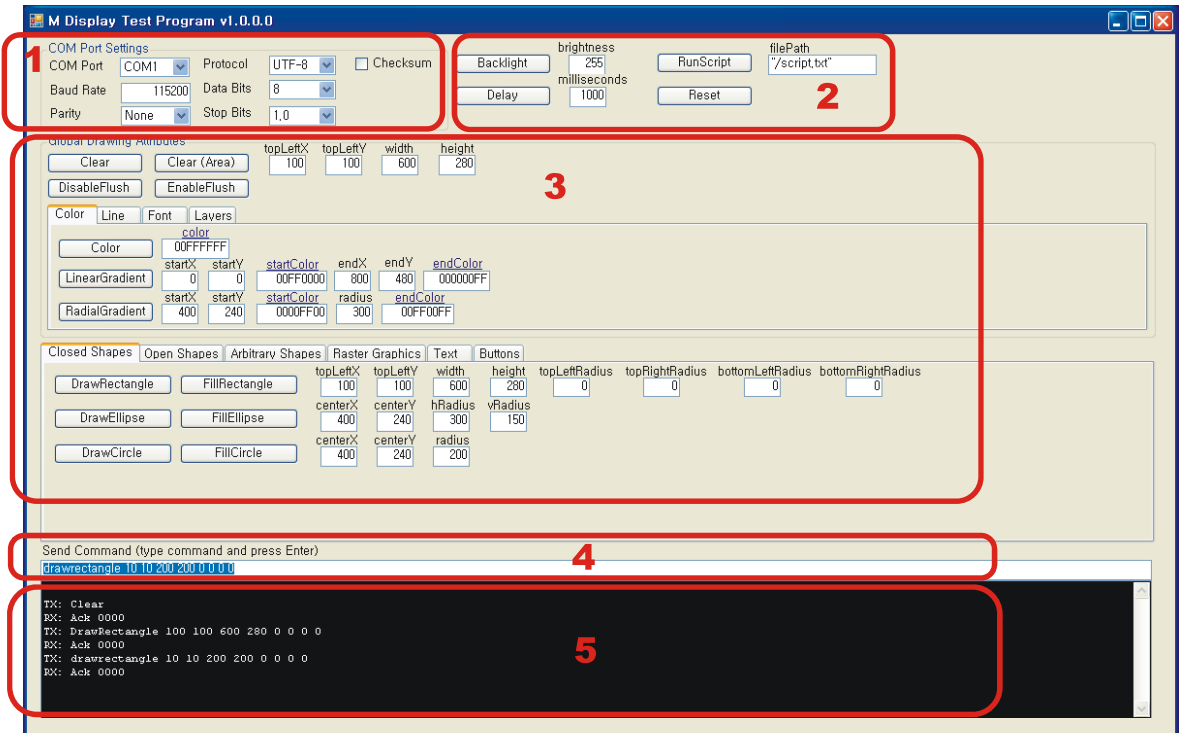 M Display Test Program v1.0.0.0
1
COM Port Settings
COM Port COM1 Protocol UTF-8 Checksum
Baud Rate 115200 Data Bits 8
Parity None Stop Bits 1,0
2
brightness
Backlight 255 RunScript
filePath
"/script,txt"
milliseconds
Delay 1000 Reset
3
Global Drawing Attributes
topLeftX topLeftY width height
Clear Clear (Area) 100 100 600 280
DisableFlush EnableFlush
Color Line Font Layers
color
Color 00FFFFFF
startX startY startColor endX endY endColor
LinearGradient 0 0 00FF0000 800 480 000000FF
startX startY startColor radius endColor
RadialGradient 400 240 0000FF00 300 00FF00FF
Closed Shapes Open Shapes Arbitrary Shapes Raster Graphics Text Buttons
topLeftX topLeftY width height topLeftRadius topRightRadius bottomLeftRadius bottomRightRadius
DrawRectangle FillRectangle 100 100 600 280 0 0 0 0
centerX centerY hRadius vRadius
DrawEllipse FillEllipse 400 240 300 150
centerX centerY radius
DrawCircle FillCircle 400 240 200
4
Send Command (type command and press Enter)
drawrectangle 10 10 200 200 0 0 0 0
5
TX: Clear
RX: Ack 0000
TX: DrawRectangle 100 100 600 280 0 0 0 0
RX: Ack 0000
TX: drawrectangle 10 10 200 200 0 0 0 0
RX: Ack 0000